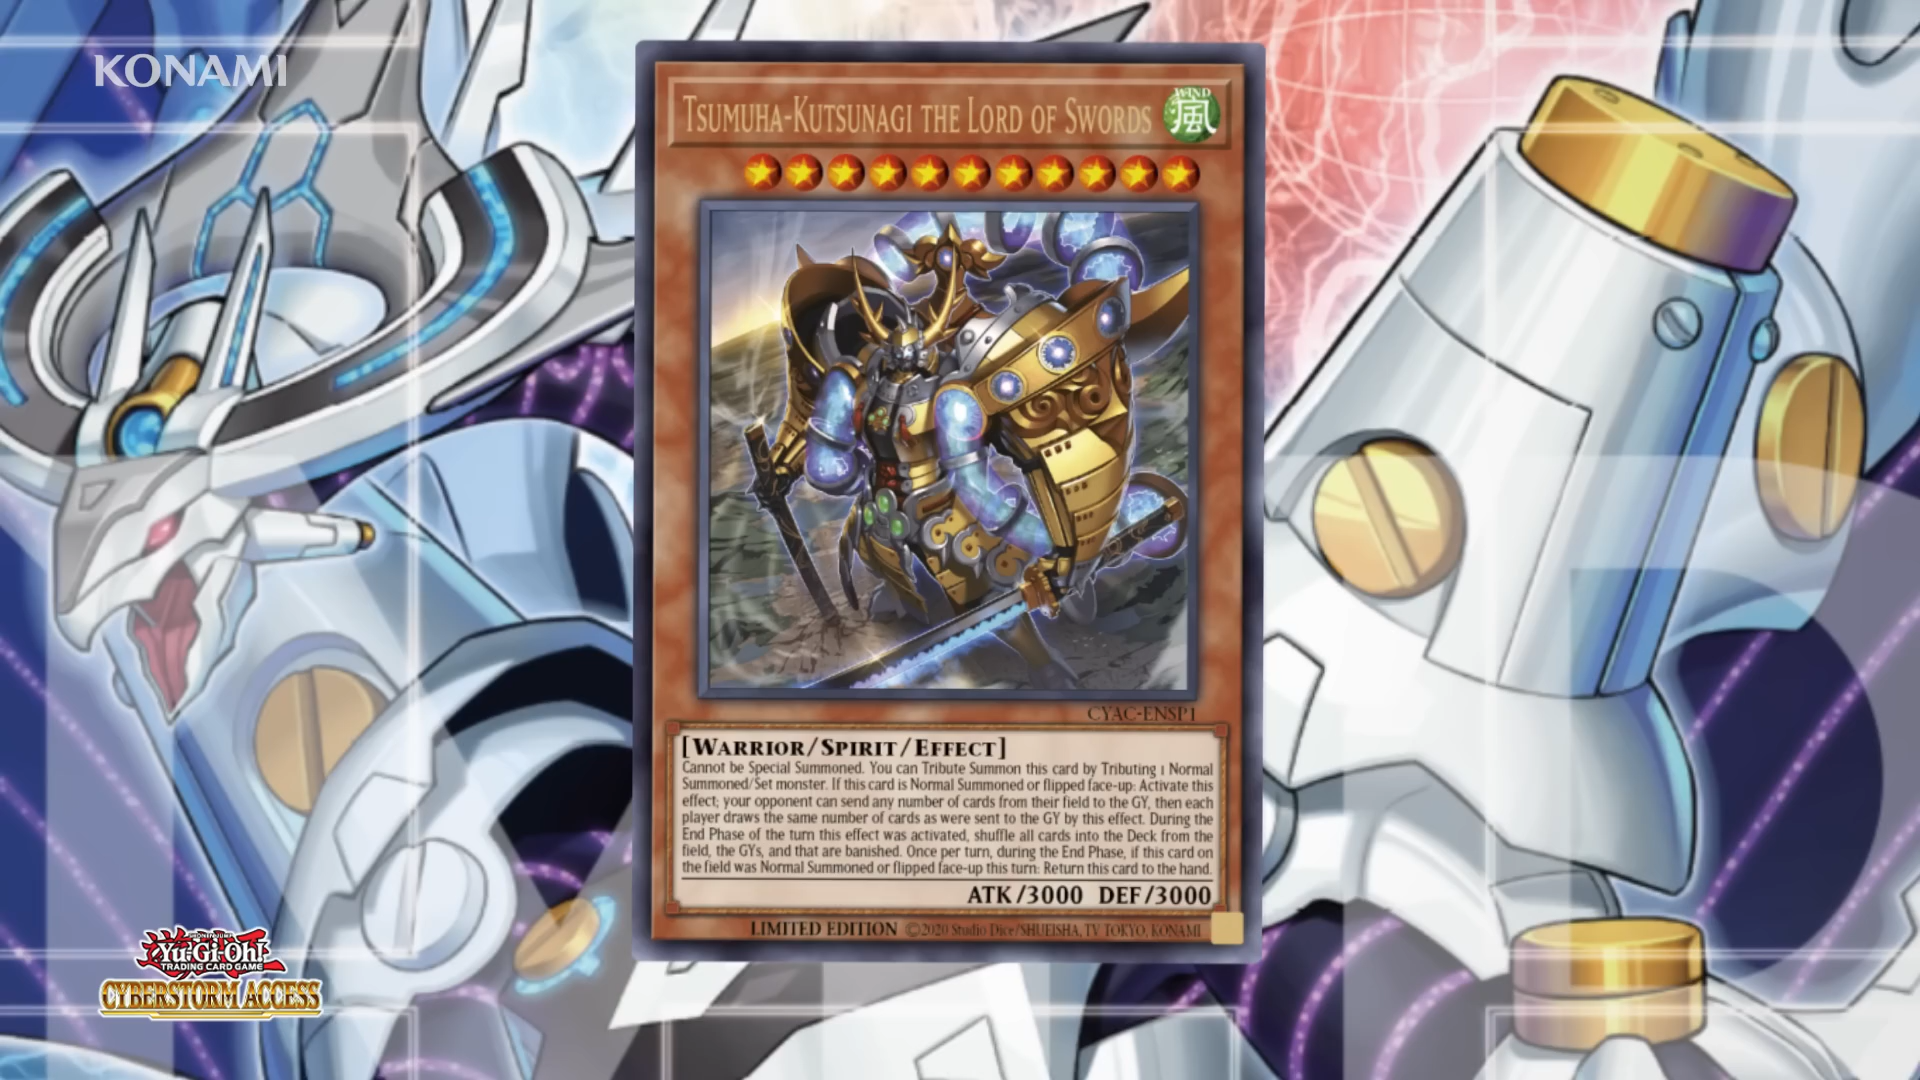 KONAMI
TSUMUHA-KUTSUNAGI THE LORD OF SWORDS
WIND
風
CYAC-ENSP1
[WARRIOR/SPIRIT/EFFECT]
Cannot be Special Summoned. You can Tribute Summon this card by Tributing 1 Normal
Summoned/Set monster. If this card is Normal Summoned or flipped face-up: Activate this
effect; your opponent can send any number of cards from their field to the GY, then each
player draws the same number of cards as were sent to the GY by this effect. During the
End Phase of the turn this effect was activated, shuffle all cards into the Deck from the
field, the GYs, and that are banished. Once per turn, during the End Phase, if this card on
the field was Normal Summoned or flipped face-up this turn: Return this card to the hand.
ATK/3000 DEF/3000
LIMITED EDITION ©2020 Studio Dice/SHUEISHA, TV TOKYO, KONAMI
SHONEN JUMP
Yu-Gi-Oh!
TRADING CARD GAME
CYBERSTORM ACCESS